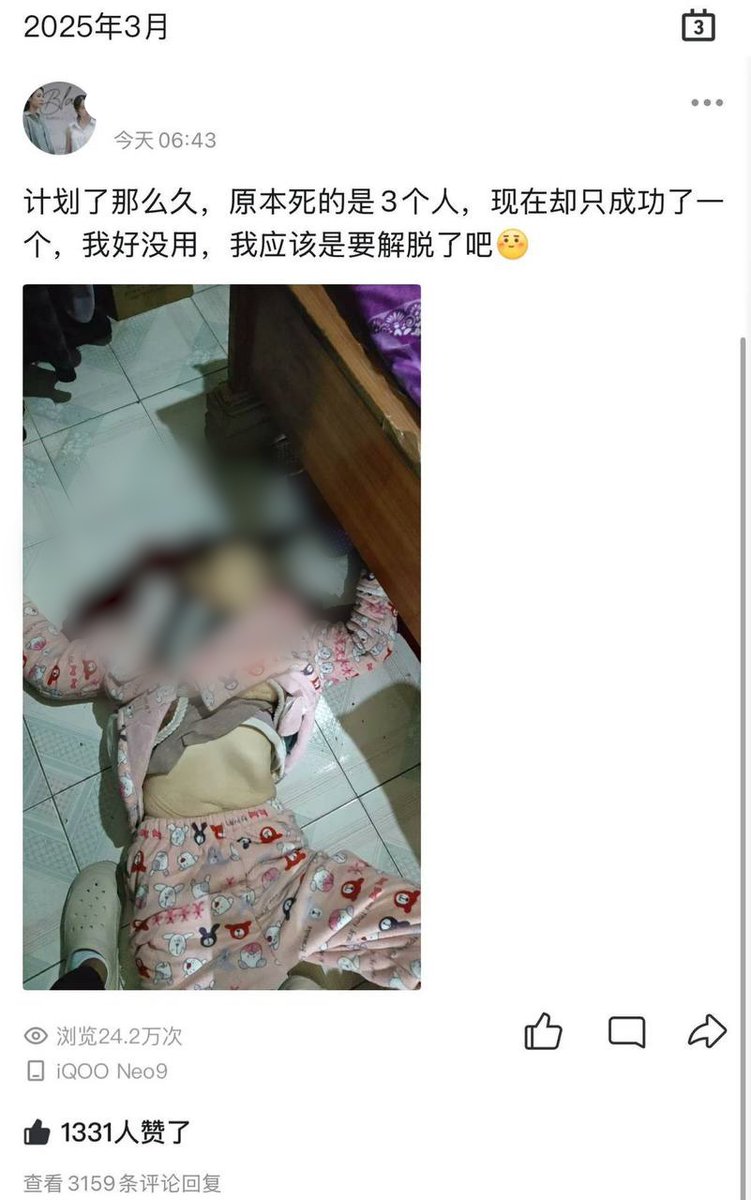 2025年3月
3
今天 06:43
计划了那么久，原本死的是3个人，现在却只成功了一
个，我好没用，我应该是要解脱了吧
浏览24.2万次
iQOO Neo9
1331人赞了
查看 3159 条评论回复